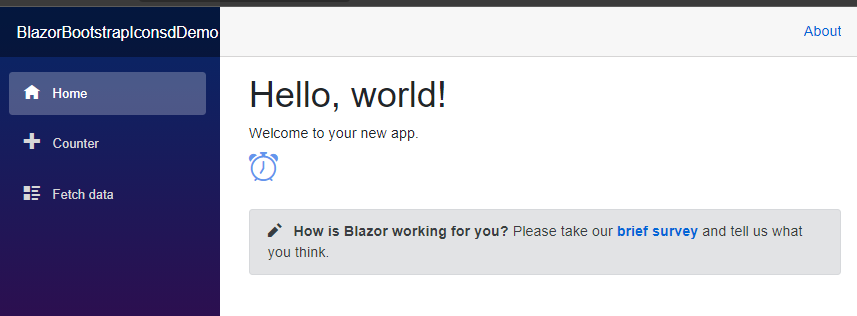 BlazorBootstrapIconsdDemo
About
Home
Counter
Fetch data
Hello, world!
Welcome to your new app.
How is Blazor working for you? Please take our brief survey and tell us what
you think.